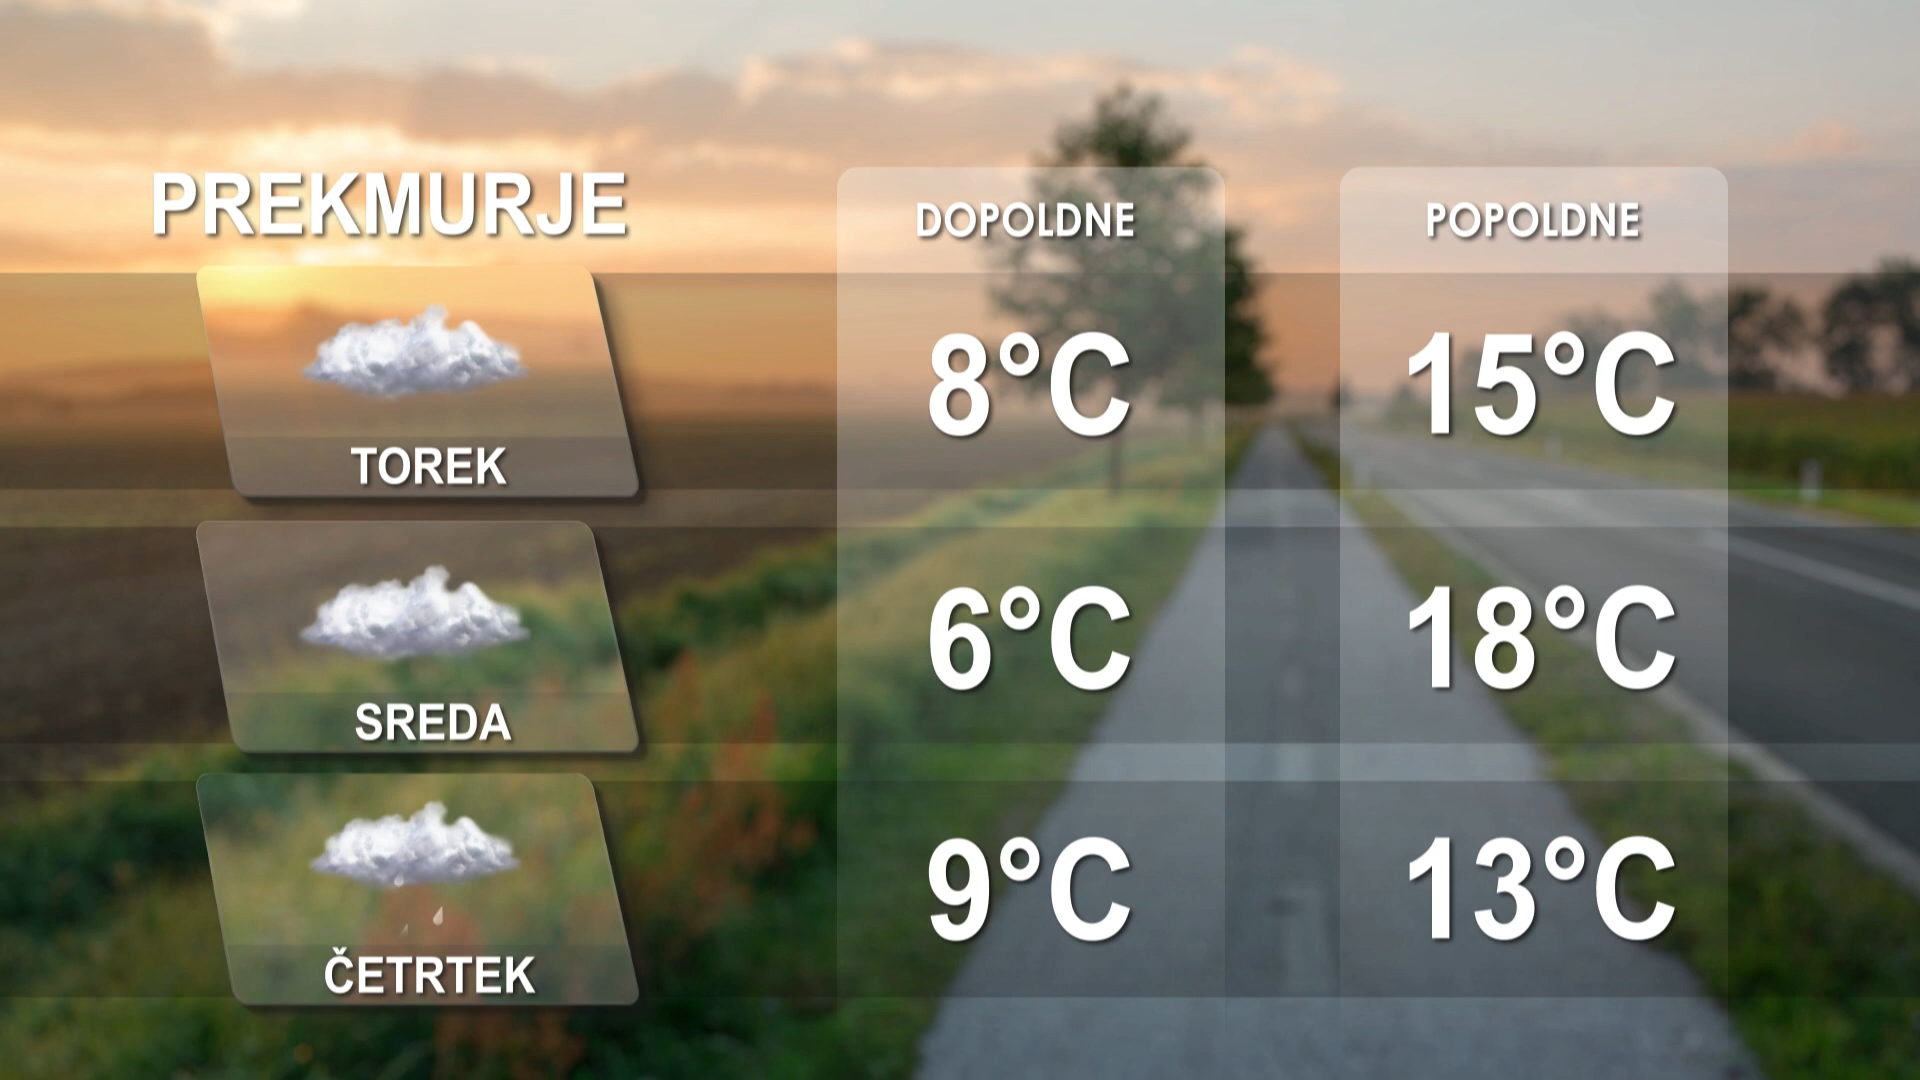 PREKMURJE
DOPOLDNE
POPOLDNE
TOREK
8°C
15°C
SREDA
6°C
18°C
ČETRTEK
9°C
13°C